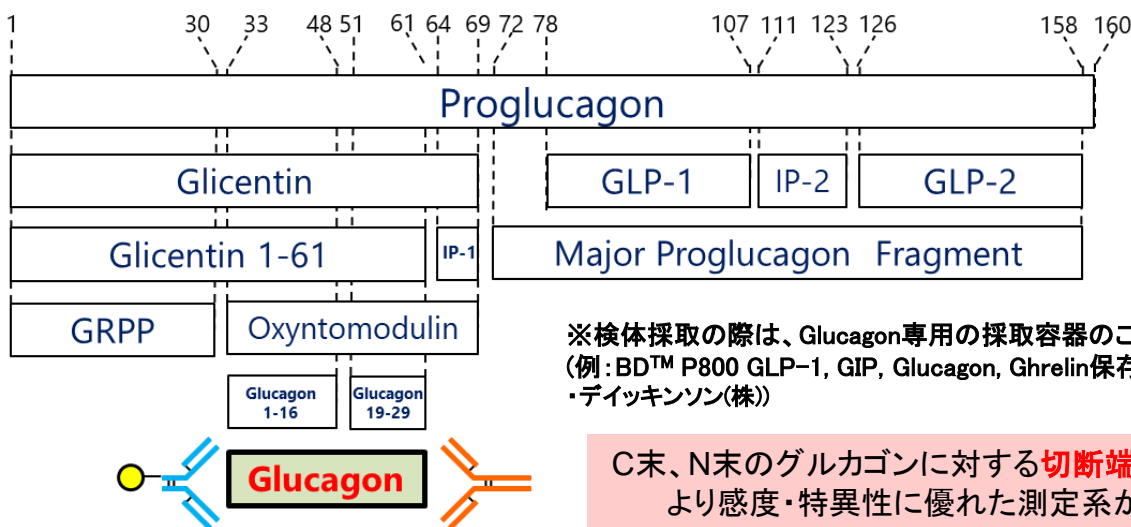 1 30 33 48 51 61 64 69 72 78 107 111 123 126 158 160
Proglucagon
Glicentin GLP-1 IP-2 GLP-2
Glicentin 1-61 IP-1 Major Proglucagon Fragment
GRPP Oxyntomodulin
※検体採取の際は、Glucagon専用の採取容器のこ
(例:BD™ P800 GLP-1, GIP, Glucagon, Ghrelin保存
・デイッキンソン(株))
Glucagon Glucagon
1-16 19-29
Glucagon
C末、N末のグルカゴンに対する切断端
より感度・特異性に優れた測定系が